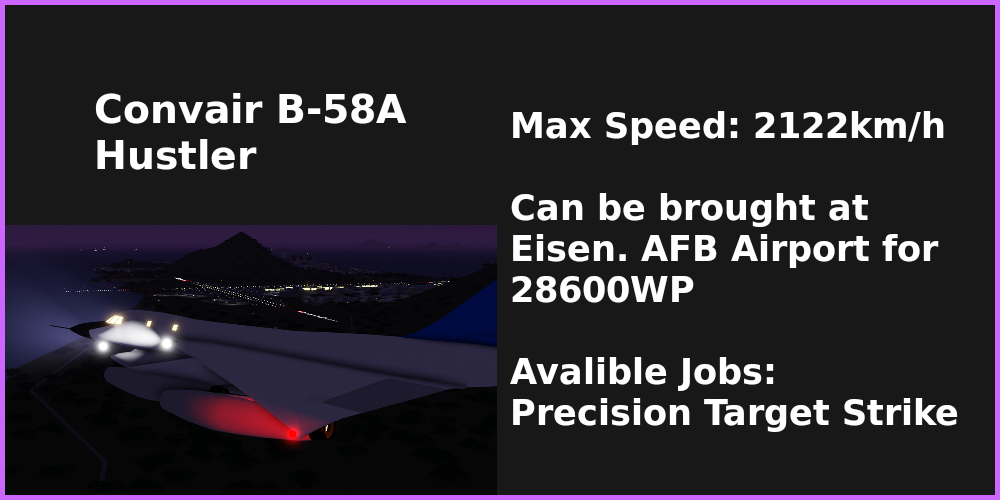 Convair B-58A
Hustler
Max Speed: 2122km/h
Can be brought at
Eisen. AFB Airport for
28600WP
Avalible Jobs:
Precision Target Strike